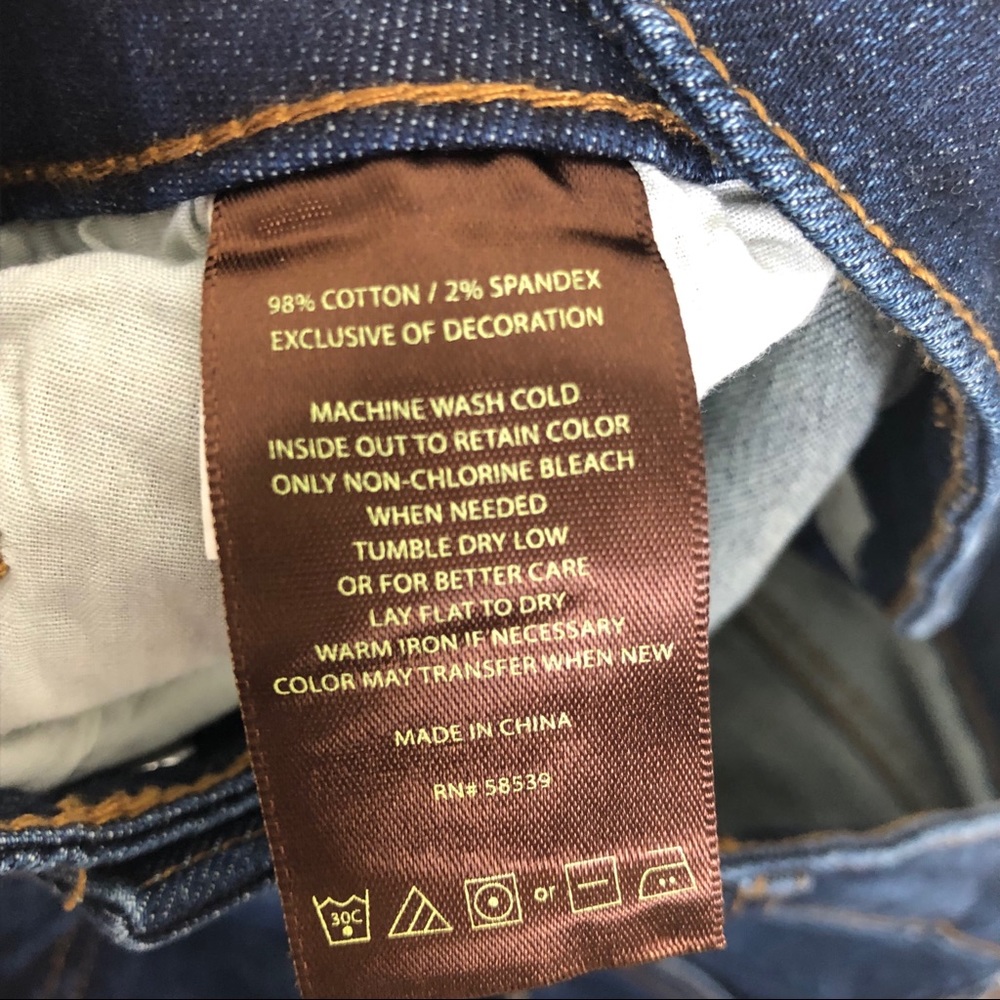 98% COTTON / 2% SPANDEX
EXCLUSIVE OF DECORATION
MACHINE WASH COLD
INSIDE OUT TO RETAIN COLOR
ONLY NON-CHLORINE BLEACH
WHEN NEEDED
TUMBLE DRY LOW
OR FOR BETTER CARE
LAY FLAT TO DRY
WARM IRON IF NECESSARY
COLOR MAY TRANSFER WHEN NEW
MADE IN CHINA
RN# 58539
30C or